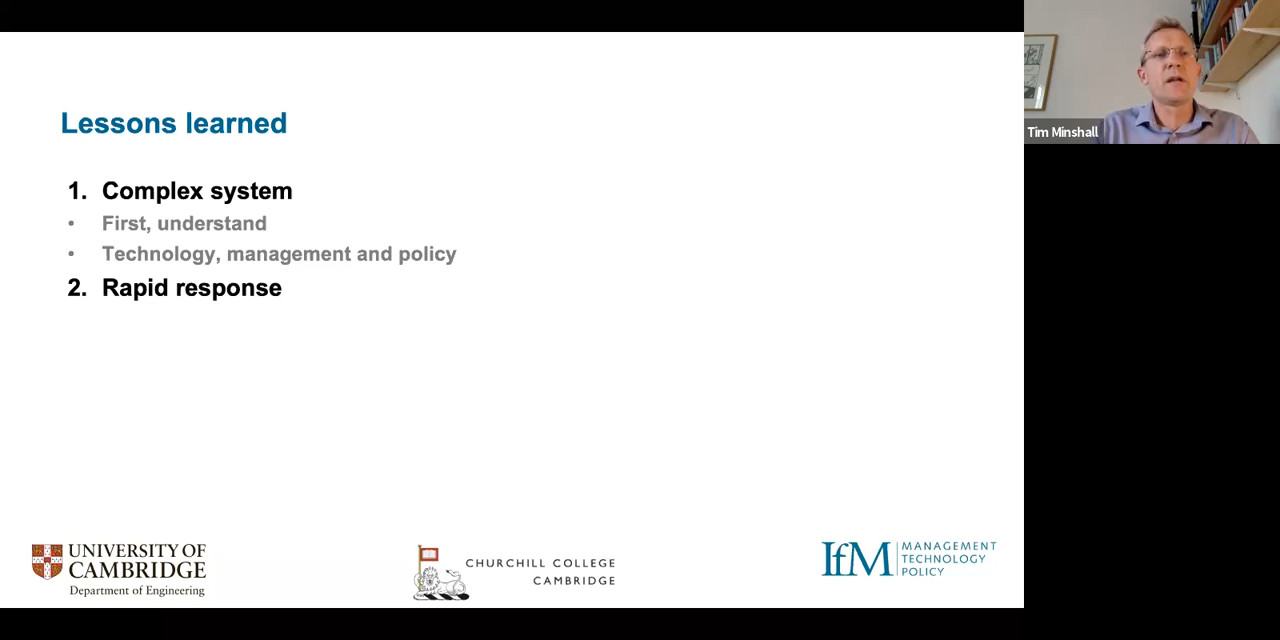 Lessons learned
1. Complex system
• First, understand
• Technology, management and policy
2. Rapid response
UNIVERSITY OF
CAMBRIDGE
Department of Engineering
CHURCHILL COLLEGE
CAMBRIDGE
IfM
MANAGEMENT
TECHNOLOGY
POLICY
Tim Minshall